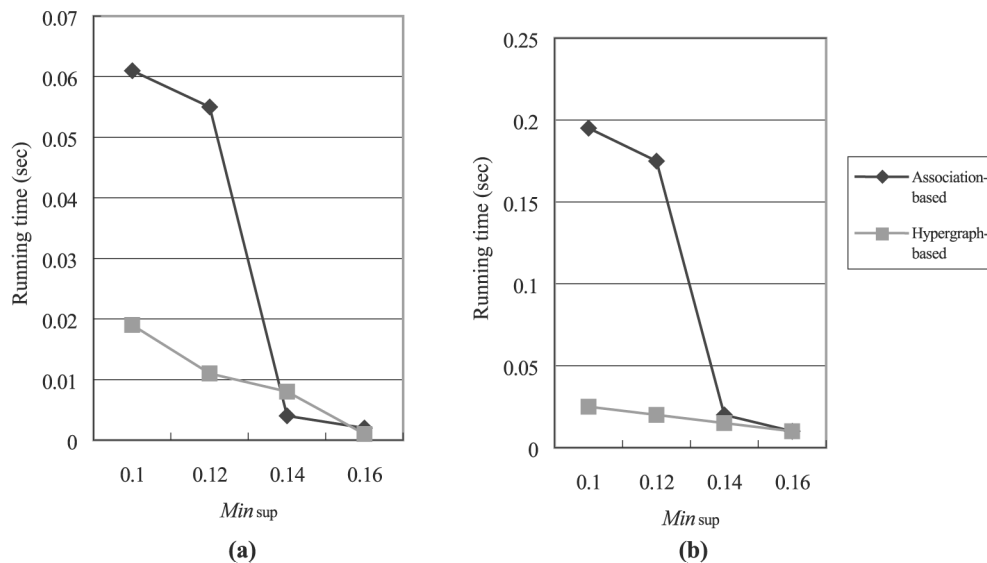 0.07
0.06
0.05
0.04
0.03
0.02
0.01
0
Running time (sec)
0.1 0.12 0.14 0.16
Min sup
(a)
0.25
0.2
0.15
0.1
0.05
0
Running time (sec)
0.1 0.12 0.14 0.16
Min sup
(b)
Association-
based
Hypergraph-
based